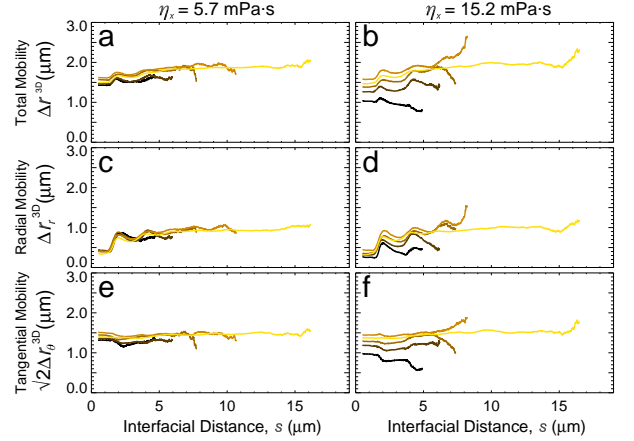 η_x = 5.7 mPa·s
η_x = 15.2 mPa·s
Total Mobility
Δr ³ᴰ(μm)
3.0
2.0
1.0
0.0
a
b
Radial Mobility
Δr_r ³ᴰ(μm)
3.0
2.0
1.0
0.0
c
d
Tangential Mobility
√2Δr_θ ³ᴰ(μm)
3.0
2.0
1.0
0.0
e
f
0 5 10 15
0 5 10 15
Interfacial Distance, s (μm)
Interfacial Distance, s (μm)